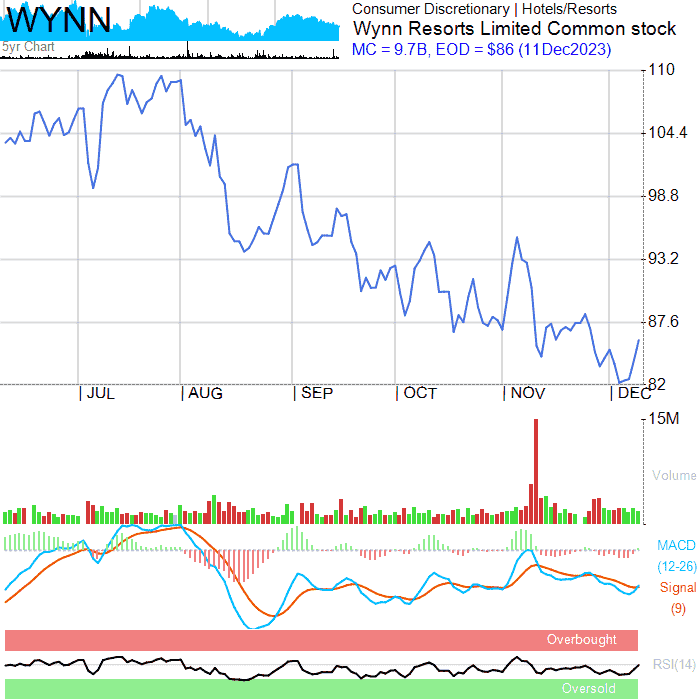 WYNN
5yr Chart
Consumer Discretionary | Hotels/Resorts
Wynn Resorts Limited Common stock
MC = 9.7B, EOD = $86 (11Dec2023)
110
104.4
98.8
93.2
87.6
82
| JUL | AUG | SEP | OCT | NOV | DEC
15M
Volume
MACD
(12-26)
Signal
(9)
Overbought
RSI(14)
Oversold